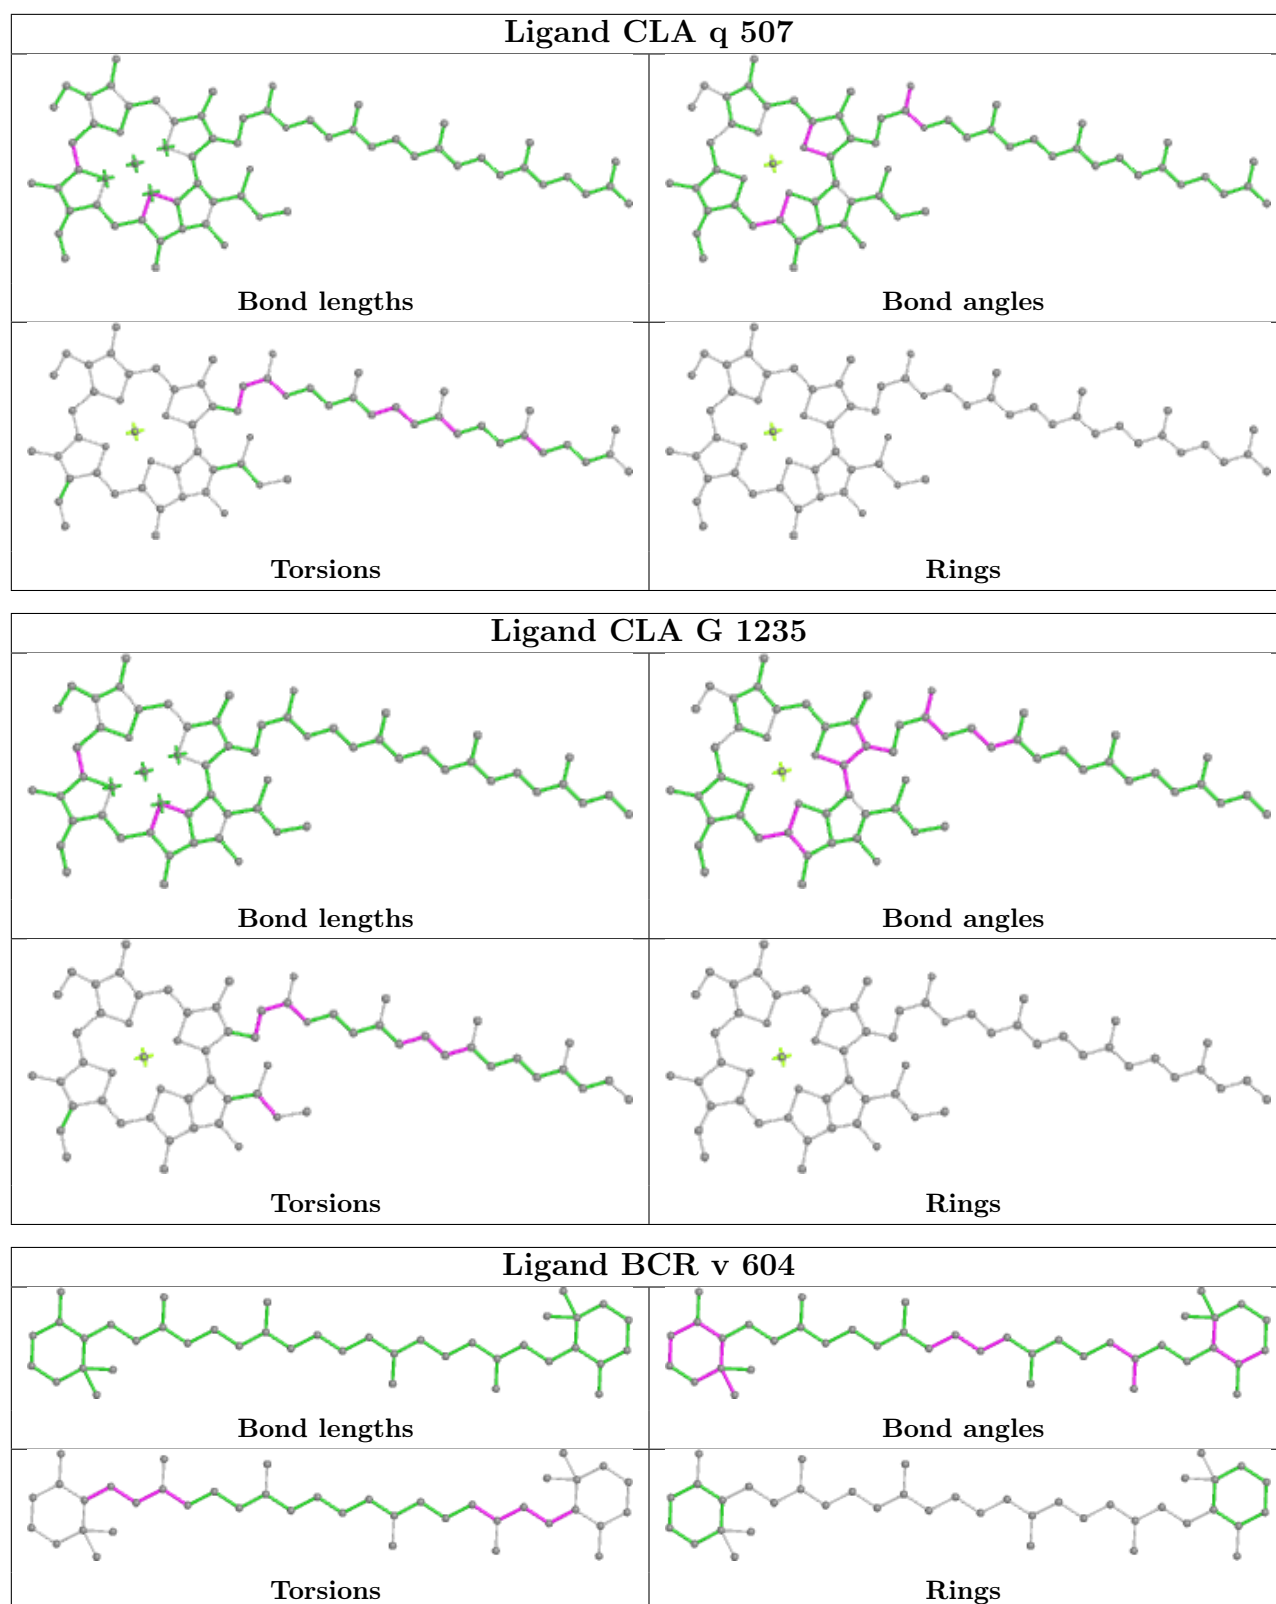 Ligand CLA q 507
Bond lengths
Bond angles
Torsions
Rings
Ligand CLA G 1235
Bond lengths
Bond angles
Torsions
Rings
Ligand BCR v 604
Bond lengths
Bond angles
Torsions
Rings